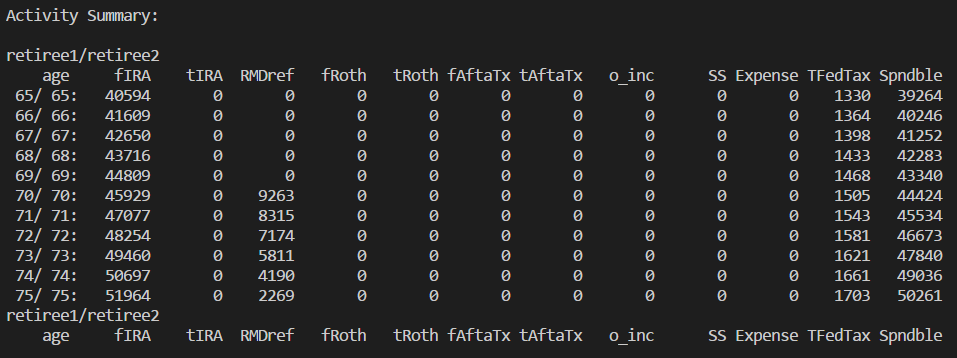 Activity Summary:

retiree1/retiree2
    age     fIRA    tIRA  RMDref   fRoth   tRoth fAftaTx tAftaTx   o_inc      SS Expense TFedTax Spndble
 65/ 65:   40594       0       0       0       0       0       0       0       0       0    1330   39264
 66/ 66:   41609       0       0       0       0       0       0       0       0       0    1364   40246
 67/ 67:   42650       0       0       0       0       0       0       0       0       0    1398   41252
 68/ 68:   43716       0       0       0       0       0       0       0       0       0    1433   42283
 69/ 69:   44809       0       0       0       0       0       0       0       0       0    1468   43340
 70/ 70:   45929       0    9263       0       0       0       0       0       0       0    1505   44424
 71/ 71:   47077       0    8315       0       0       0       0       0       0       0    1543   45534
 72/ 72:   48254       0    7174       0       0       0       0       0       0       0    1581   46673
 73/ 73:   49460       0    5811       0       0       0       0       0       0       0    1621   47840
 74/ 74:   50697       0    4190       0       0       0       0       0       0       0    1661   49036
 75/ 75:   51964       0    2269       0       0       0       0       0       0       0    1703   50261
retiree1/retiree2
    age     fIRA    tIRA  RMDref   fRoth   tRoth fAftaTx tAftaTx   o_inc      SS Expense TFedTax Spndble